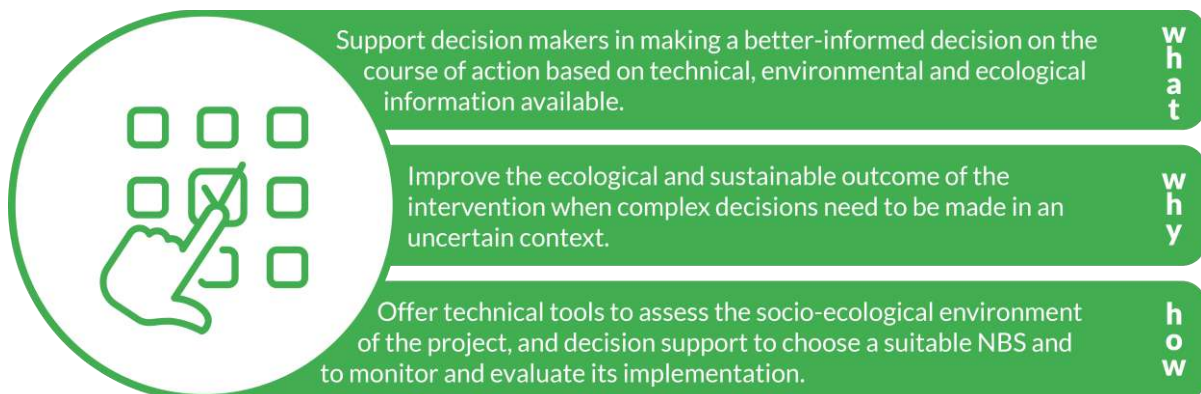 Support decision makers in making a better-informed decision on the
course of action based on technical, environmental and ecological
information available.
what
Improve the ecological and sustainable outcome of the
intervention when complex decisions need to be made in an
uncertain context.
why
Offer technical tools to assess the socio-ecological environment
of the project, and decision support to choose a suitable NBS and
to monitor and evaluate its implementation.
how